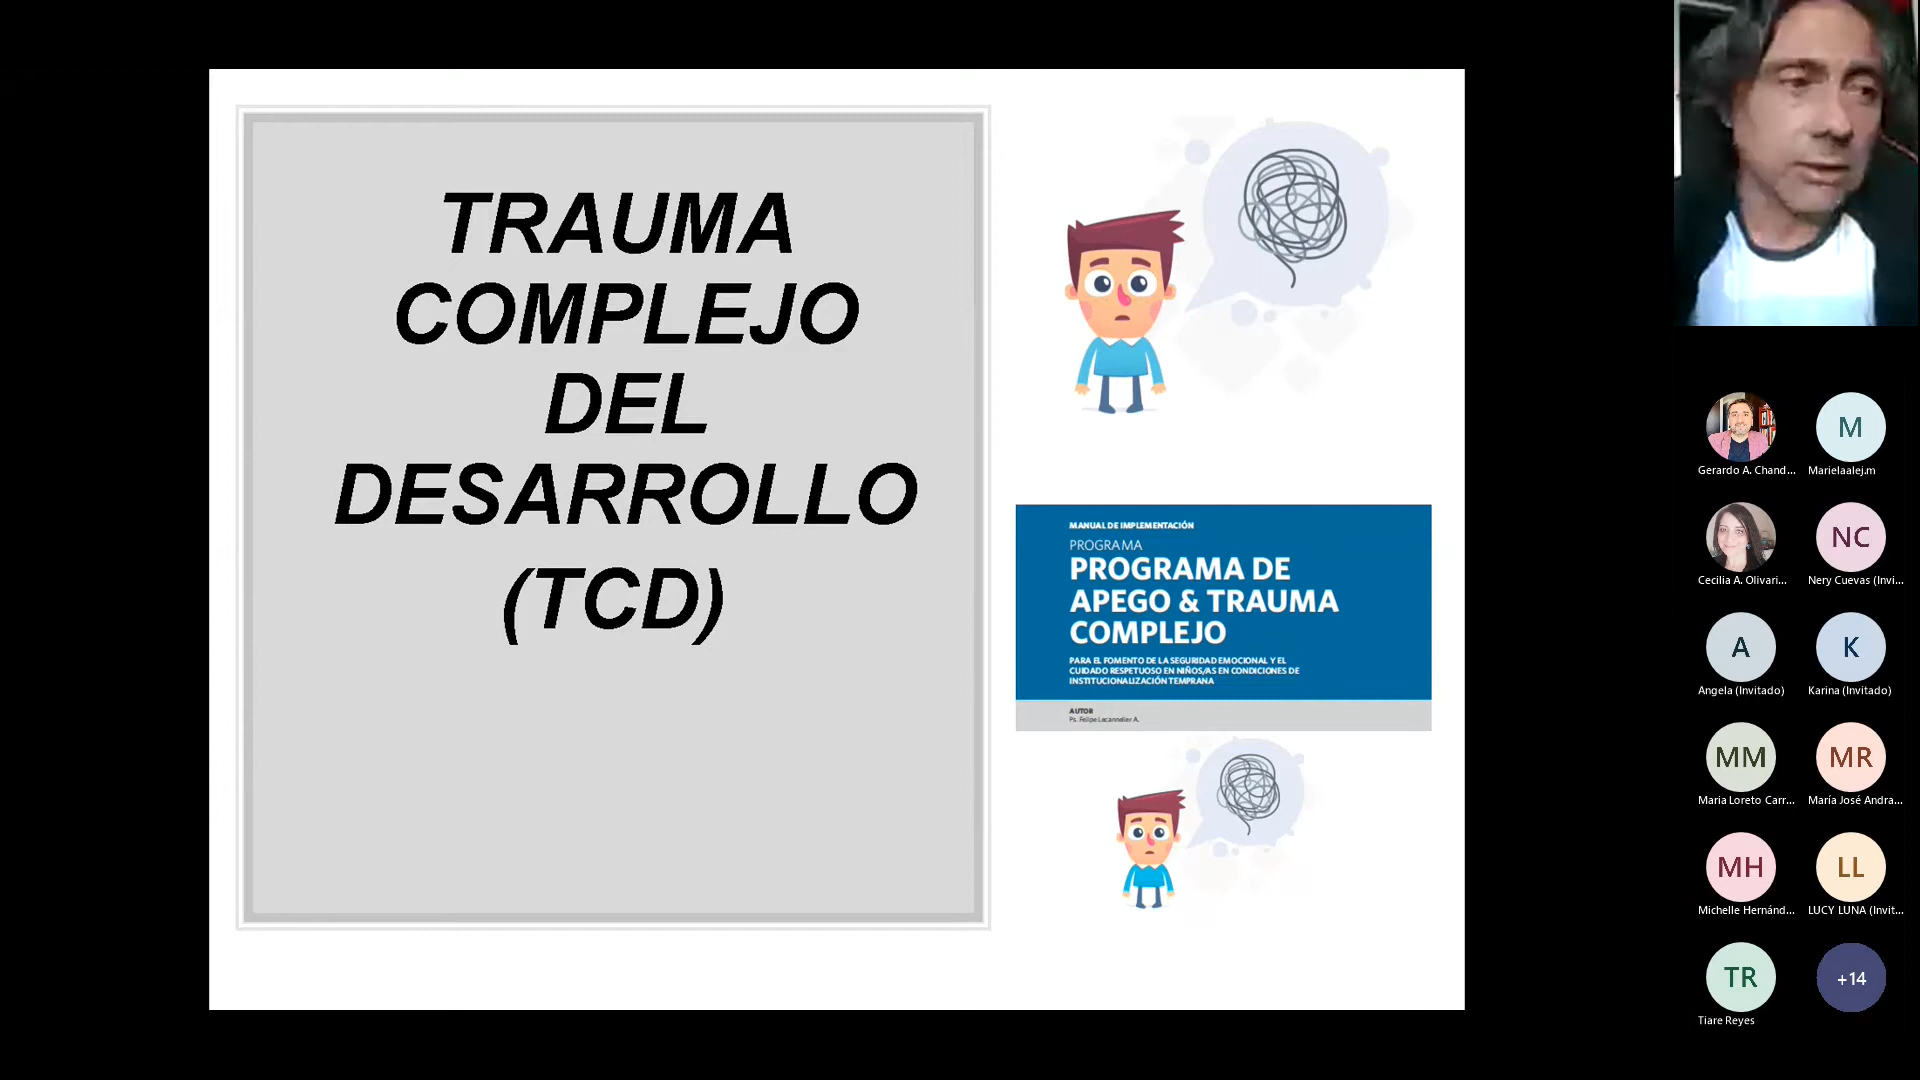 TRAUMA
COMPLEJO
DEL
DESARROLLO
(TCD)
MANUAL DE IMPLEMENTACIÓN
PROGRAMA
PROGRAMA DE
APEGO & TRAUMA
COMPLEJO
PARA EL FOMENTO DE LA SEGURIDAD EMOCIONAL Y EL
CUIDADO RESPETUOSO EN NIÑOS/AS EN CONDICIONES DE
INSTITUCIONALIZACIÓN TEMPRANA
AUTOR
Ps. Felipe Lecannelier A.
M
Gerardo A. Chand...
Marielaalej.m
NC
Cecilia A. Olivari...
Nery Cuevas (Invi...
A
K
Angela (Invitado)
Karina (Invitado)
MM
MR
Maria Loreto Carr...
María José Andra...
MH
LL
Michelle Hernánd...
LUCY LUNA (Invit...
TR
+14
Tiare Reyes